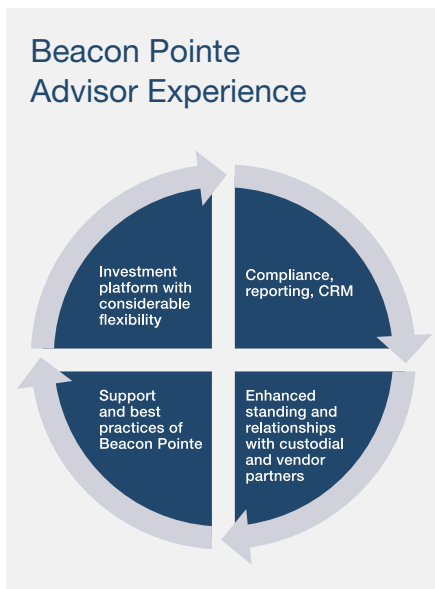 Beacon Pointe
Advisor Experience
Investment
platform with
considerable
flexibility
Compliance,
reporting, CRM
Support
and best
practices of
Beacon Pointe
Enhanced
standing and
relationships
with custodial
and vendor
partners